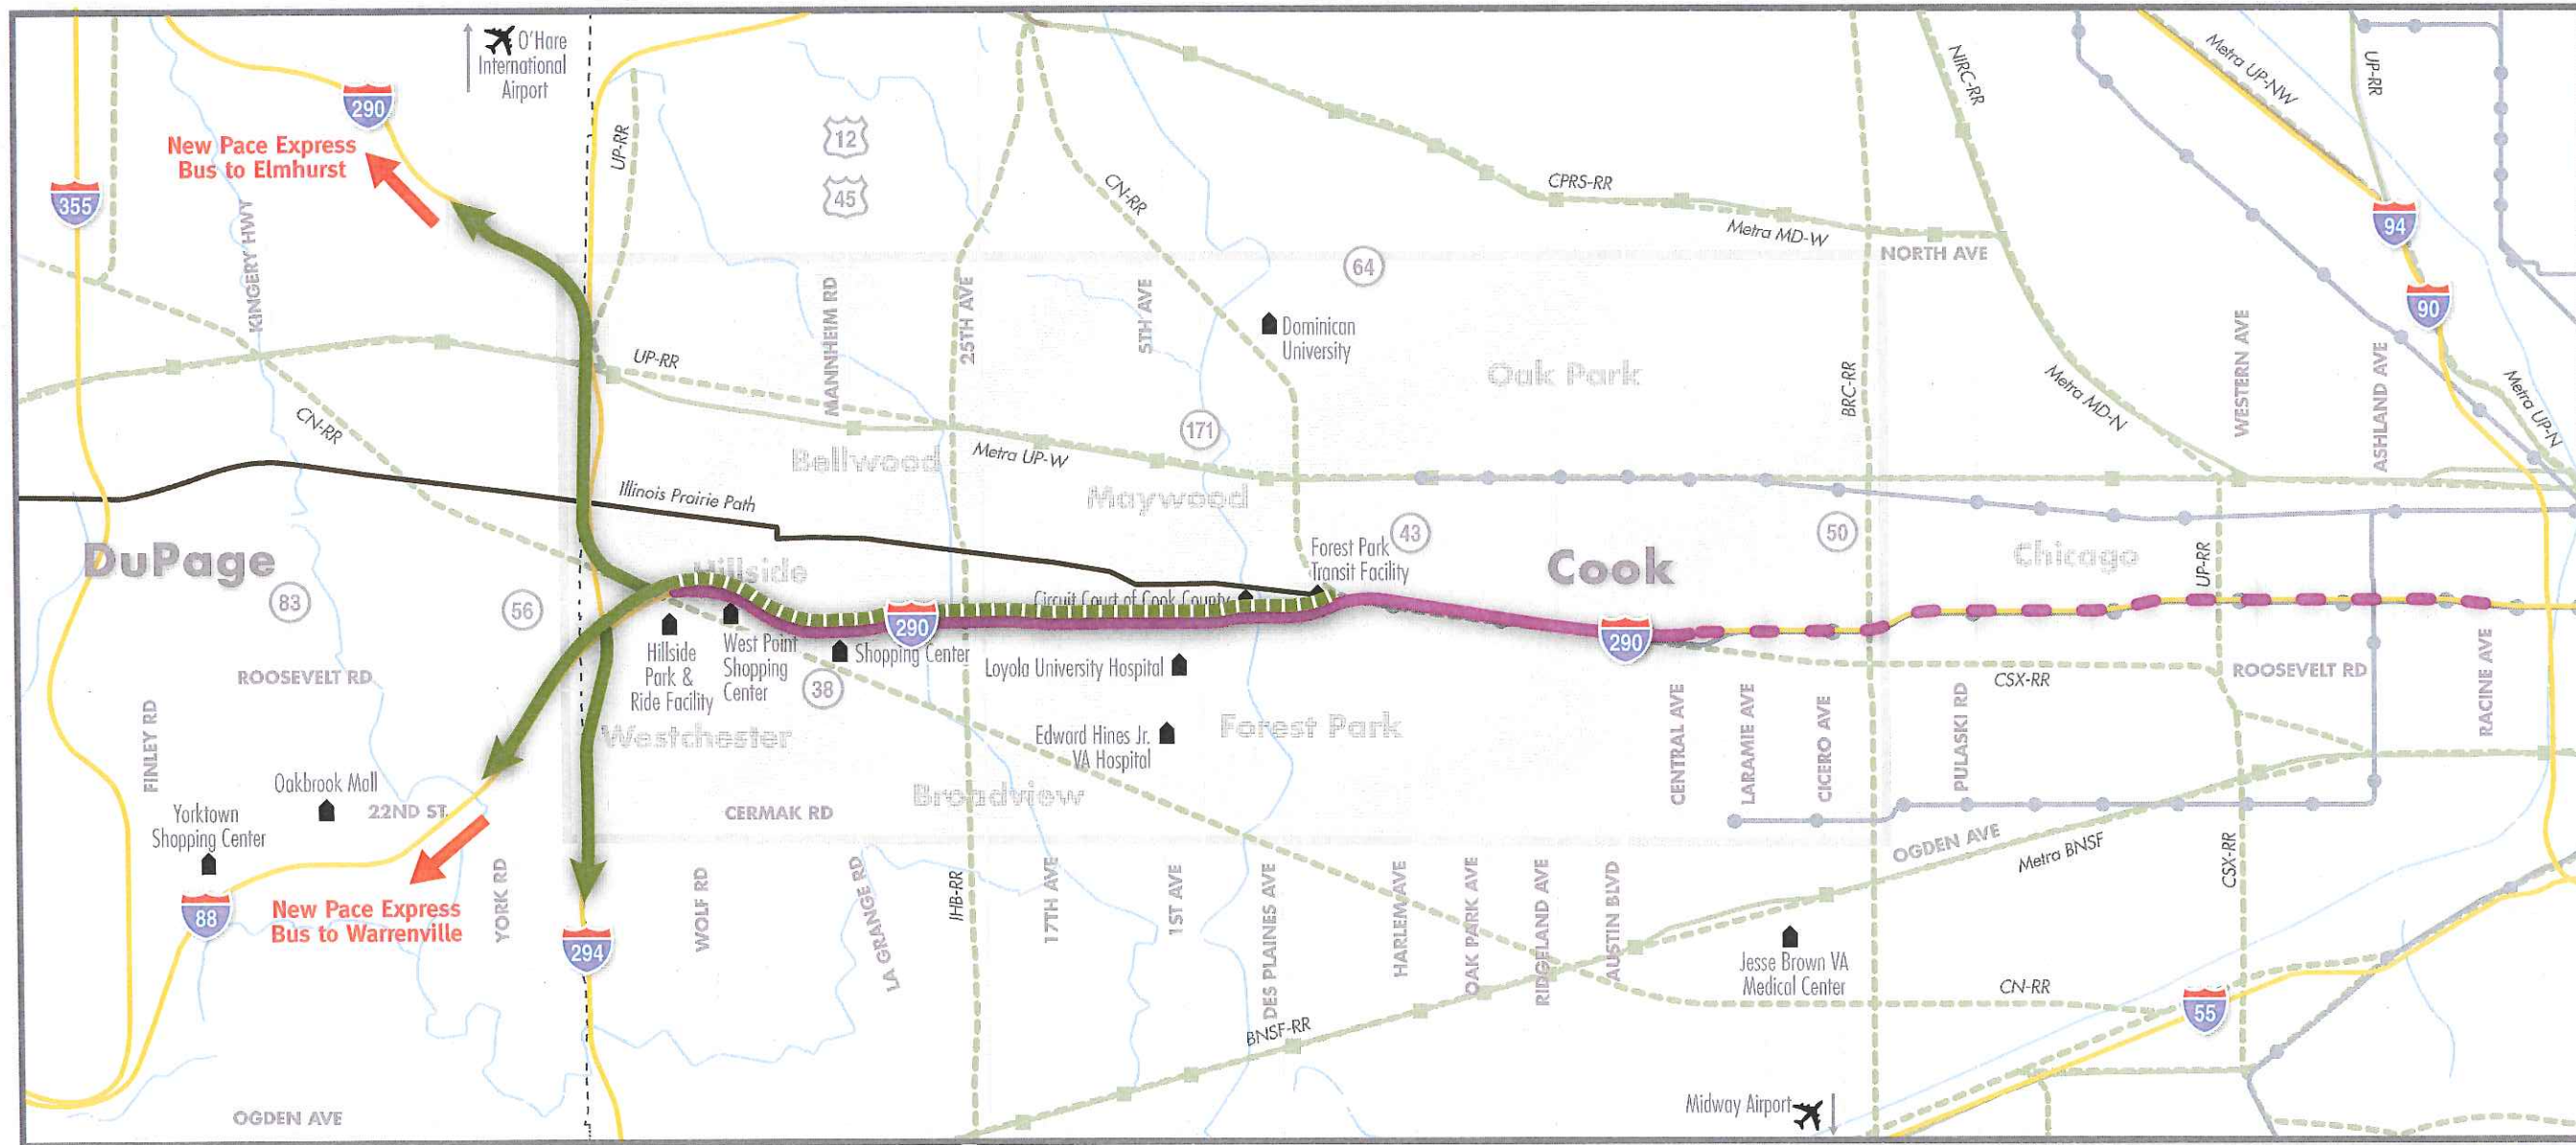 O'Hare
International
Airport
290
New Pace Express
Bus to Elmhurst
355
KINGERY HWY
UP-RR
12
45
MANNHEIM RD
25TH AVE
CN-RR
5TH AVE
Dominican
University
64
CPRS-RR
Metra MD-W
NORTH AVE
NIRC-RR
Metra UP-NW
UP-RR
94
90
Oak Park
BRC-RR
Metra MD-N
WESTERN AVE
ASHLAND AVE
Metra UP-N
UP-RR
CN-RR
Bellwood
Metra UP-W
171
Maywood
Illinois Prairie Path
DuPage
83
56
Hillside
Circuit Court of Cook County
Forest Park
Transit Facility
43
Cook
50
Chicago
UP-RR
290
290
Hillside
Park &
Ride Facility
West Point
Shopping
Center
Shopping Center
38
Loyola University Hospital
Edward Hines Jr.
VA Hospital
Forest Park
Westchester
Broadview
ROOSEVELT RD
CSX-RR
ROOSEVELT RD
RACINE AVE
FINLEY RD
Oakbrook Mall
22ND ST.
Yorktown
Shopping Center
88
New Pace Express
Bus to Warrenville
YORK RD
294
CERMAK RD
WOLF RD
LA GRANGE RD
IHB-RR
17TH AVE
1ST AVE
DES PLAINES AVE
HARLEM AVE
OAK PARK AVE
RIDGELAND AVE
AUSTIN BLVD
CENTRAL AVE
LARAMIE AVE
CICERO AVE
PULASKI RD
OGDEN AVE
Metra BNSF
CSX-RR
Jesse Brown VA
Medical Center
CN-RR
55
BNSF-RR
Midway Airport
OGDEN AVE